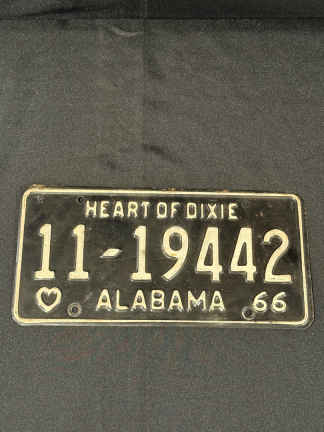 HEART OF DIXIE
11-19442
ALABAMA 66